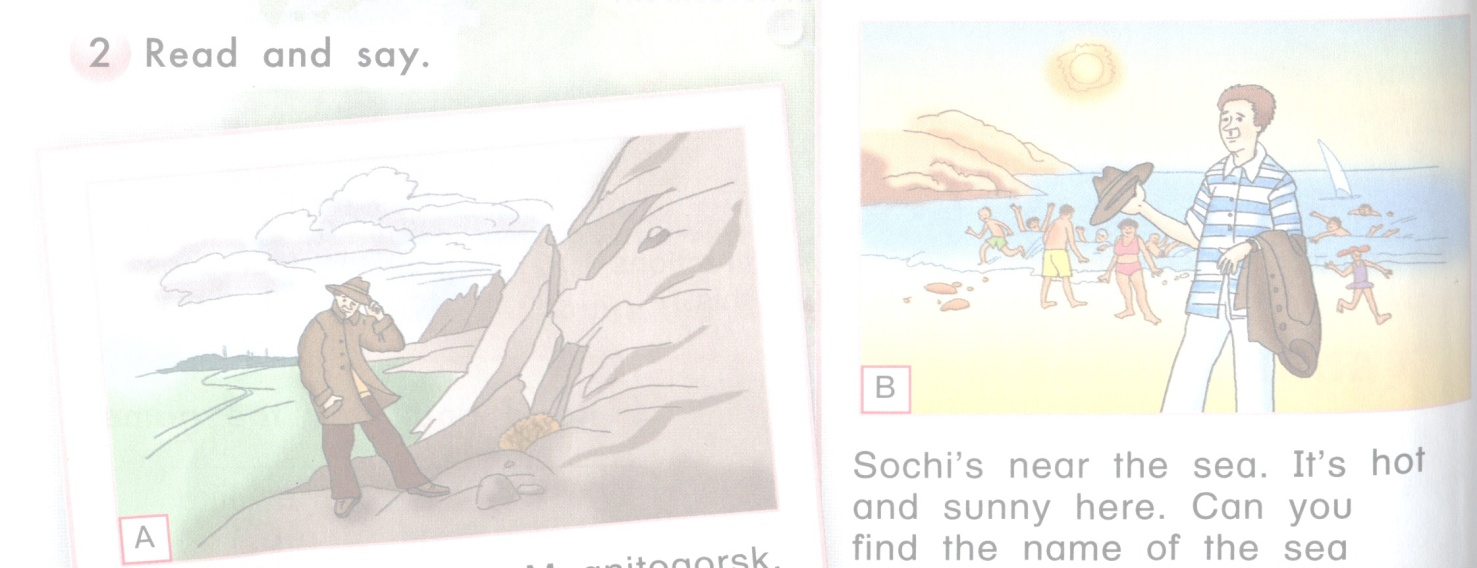 2 Read and say.
A
Magnitogorsk.
B
Sochi's near the sea. It's hot
and sunny here. Can you
find the name of the sea